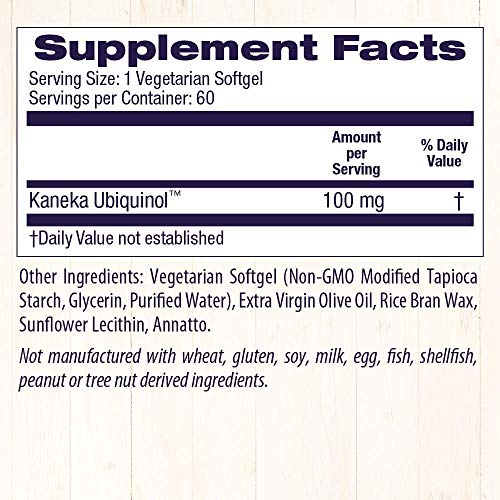 Supplement Facts
Serving Size: 1 Vegetarian Softgel
Servings per Container: 60
Amount per Serving
% Daily Value
Kaneka Ubiquinol™ 100 mg †
†Daily Value not established
Other Ingredients: Vegetarian Softgel (Non-GMO Modified Tapioca
Starch, Glycerin, Purified Water), Extra Virgin Olive Oil, Rice Bran Wax,
Sunflower Lecithin, Annatto.
Not manufactured with wheat, gluten, soy, milk, egg, fish, shellfish,
peanut or tree nut derived ingredients.